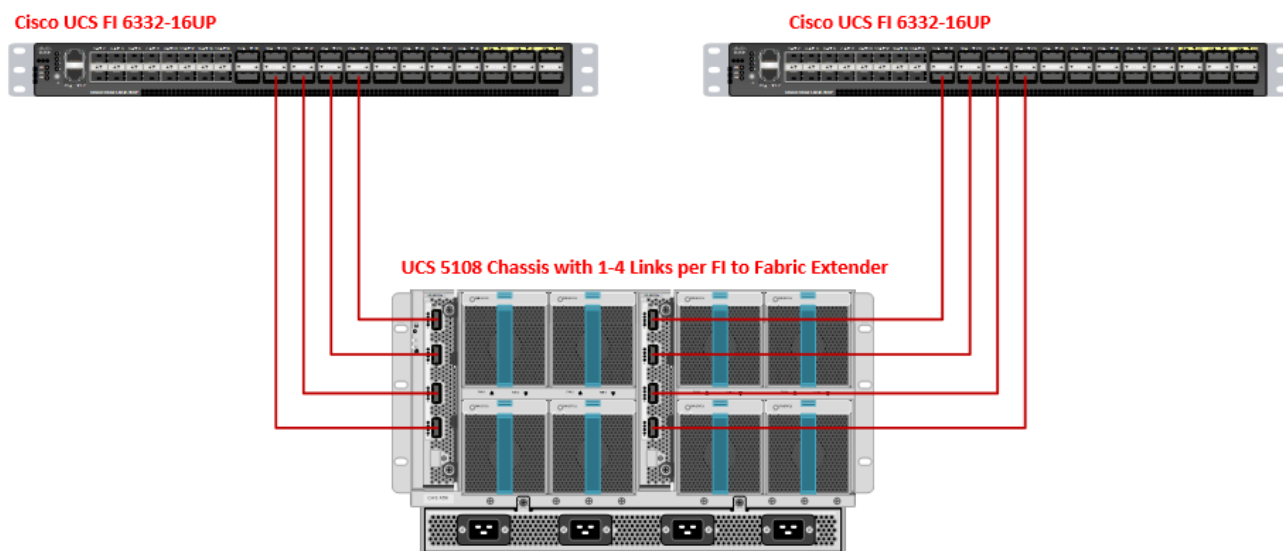 Cisco UCS FI 6332-16UP
Cisco UCS FI 6332-16UP
UCS 5108 Chassis with 1-4 Links per FI to Fabric Extender